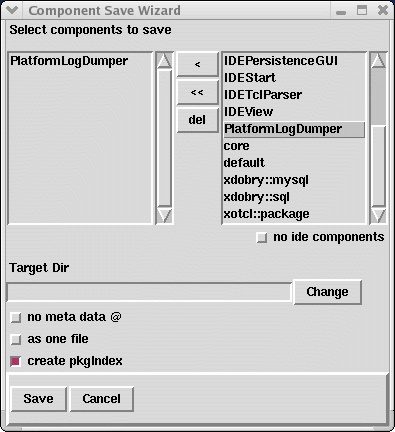 Component Save Wizard
Select components to save
PlatformLogDumper
<
<<
del
IDEPersistenceGUI
IDEStart
IDETclParser
IDEView
PlatformLogDumper
core
default
xdobry::mysql
xdobry::sql
xotcl::package
no ide components
Target Dir
Change
no meta data @
as one file
create pkgIndex
Save
Cancel